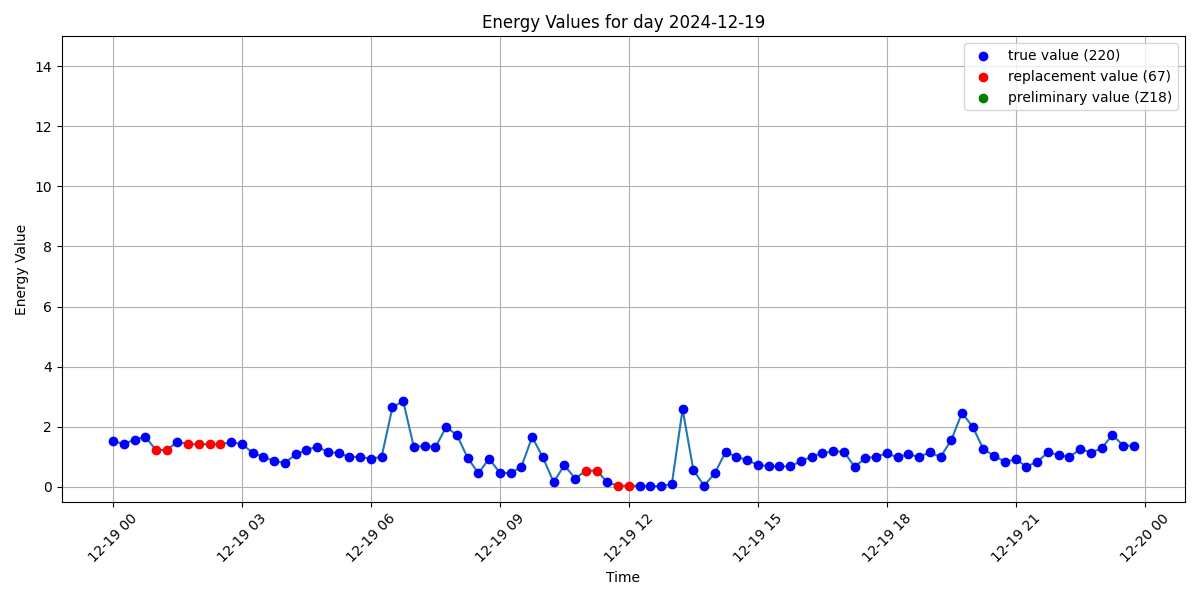 Energy Values for day 2024-12-19
true value (220)
replacement value (67)
preliminary value (Z18)
Energy Value
14
12
10
8
6
4
2
0
12-19 00
12-19 03
12-19 06
12-19 09
12-19 12
12-19 15
12-19 18
12-19 21
12-20 00
Time